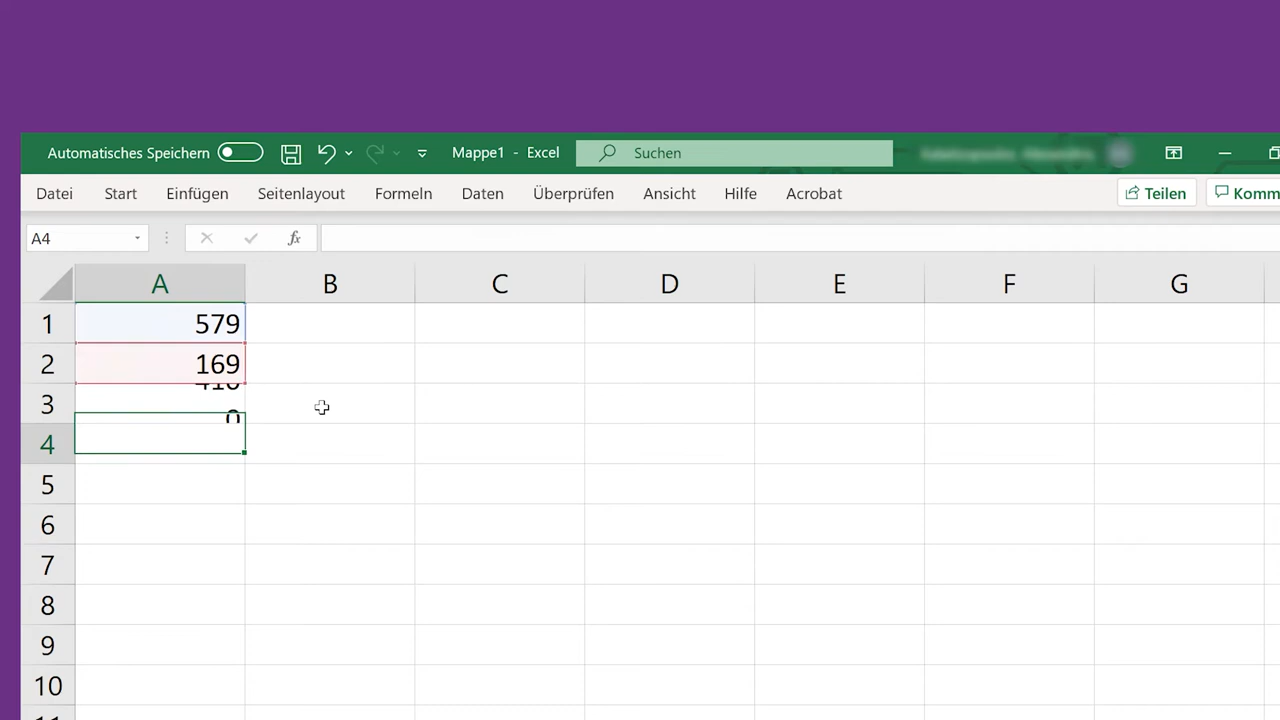 Automatisches Speichern Mappe1 - Excel Suchen
Datei Start Einfügen Seitenlayout Formeln Daten Überprüfen Ansicht Hilfe Acrobat Teilen Komm
A4 fx
A B C D E F G
1 579
2 169
3
4
5
6
7
8
9
10